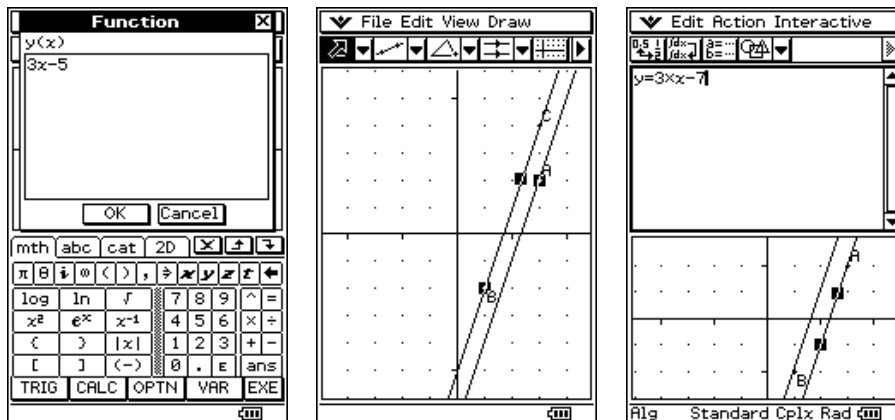 Function
y(x)
3x-5
OK Cancel
mth abc cat 2D
π θ i ∞ ( ) , ⇒ x y z t ←
log ln √ 7 8 9 ^ =
x² eˣ x⁻¹ 4 5 6 × ÷
( ) |x| 1 2 3 + -
[ ] (-) 0 . E ans
TRIG CALC OPTN VAR EXE
File Edit View Draw
C
A
B
Edit Action Interactive
y=3×x-7
A
B
Alg Standard Cplx Rad